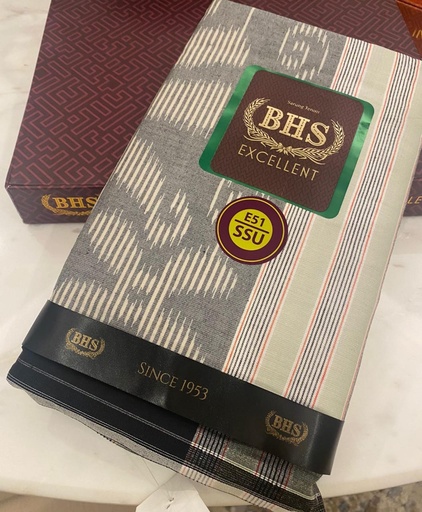 Sarung Tenun
BHS
EXCELLENT
E51
SSU
BHS
BHS
SINCE 1953
BHS